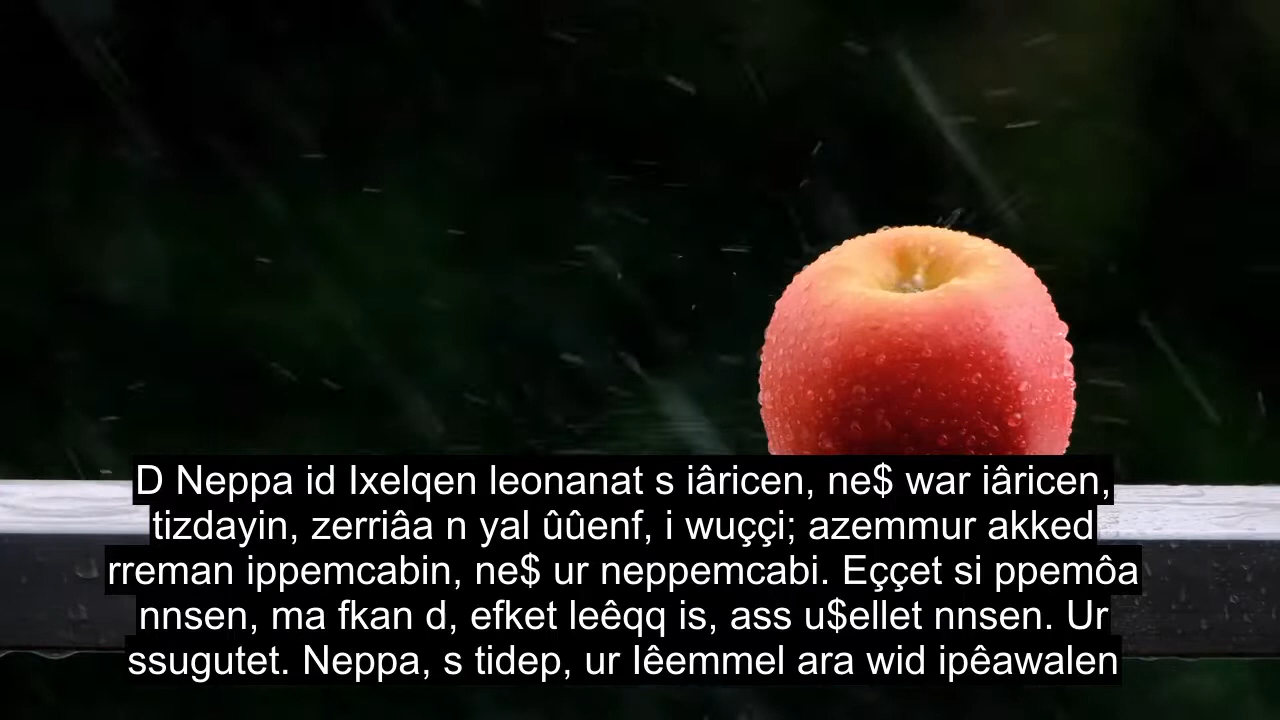 D Neppa id Ixelqen leonanat s iâricen, ne$ war iâricen,
tizdayin, zerriâa n yal ûûenf, i wuççi; azemmur akked
rreman ippemcabin, ne$ ur neppemcabi. Eççet si ppemôa
nnsen, ma fkan d, efket leêqq is, ass u$ellet nnsen. Ur
ssugutet. Neppa, s tidep, ur Iêemmel ara wid ipêawalen